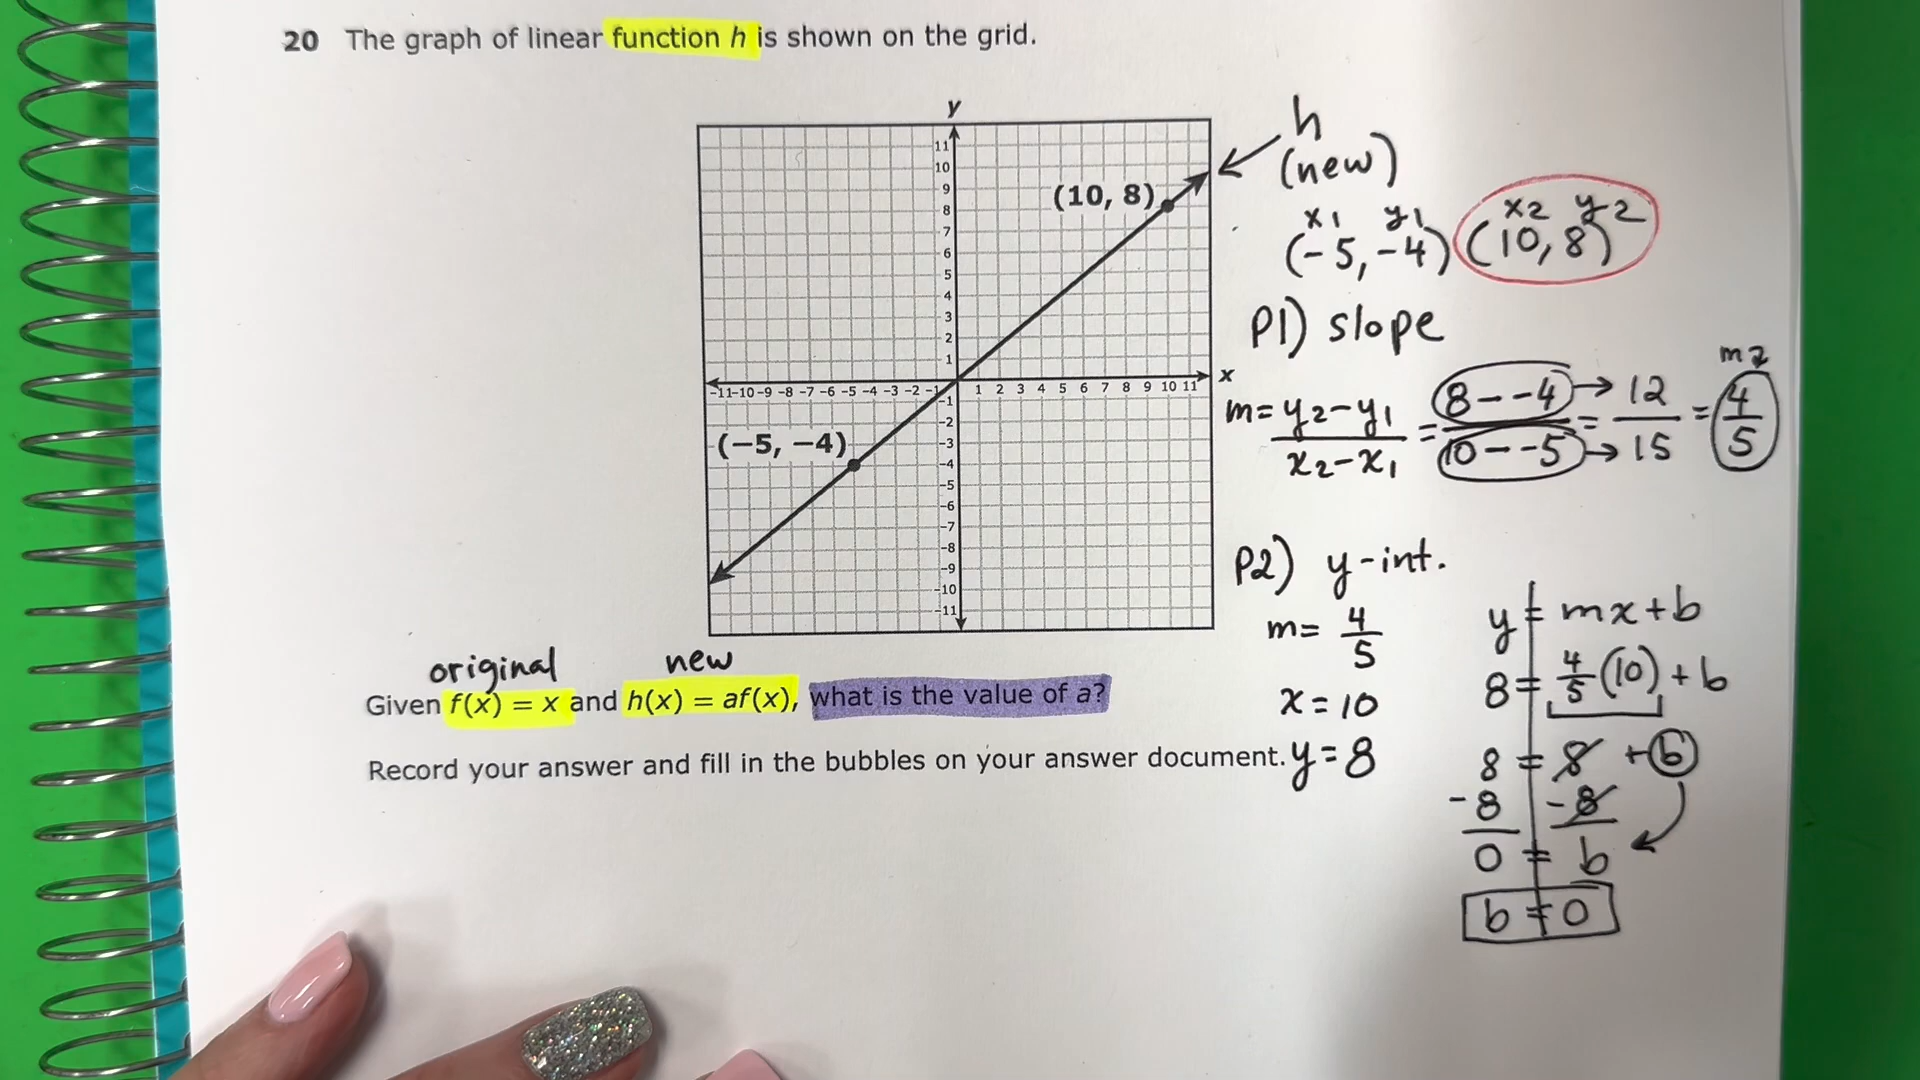 20 The graph of linear function h is shown on the grid.
y
11
10
9
8
7
6
5
4
3
2
1
(10, 8)
-11 -10 -9 -8 -7 -6 -5 -4 -3 -2 -1 1 2 3 4 5 6 7 8 9 10 11 x
-1
-2
-3
-4
-5
-6
-7
-8
-9
-10
-11
(−5, −4)
original new
Given f(x) = x and h(x) = af(x), what is the value of a?
Record your answer and fill in the bubbles on your answer document.
h
(new)
x1 y1 x2 y2
(-5, -4) (10, 8)
P1) slope
m2
m = y2 - y1 / x2 - x1 = 8 - -4 / 10 - -5 → 12 / → 15 = 4/5
P2) y-int.
m = 4/5
x = 10
y = 8
y = mx + b
8 = 4/5 (10) + b
8 = 8 + b
-8 -8
0 = b
b = 0